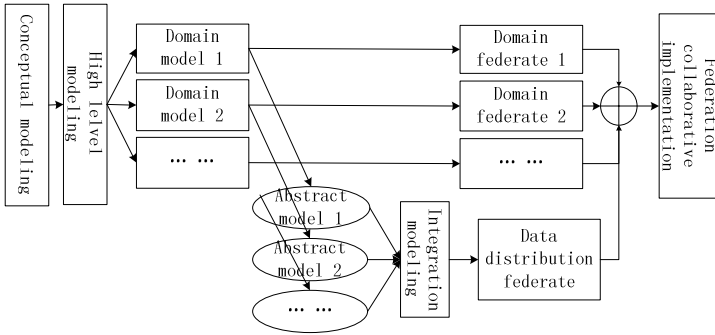 Conceptual modeling
High lelvel
modeling
Domain
model 1
Domain
model 2
… …
Abstract
model 1
Abstract
model 2
… …
Integration
modeling
Domain
federate 1
Domain
federate 2
… …
Data
distribution
federate
Federation
collaborative
implementation